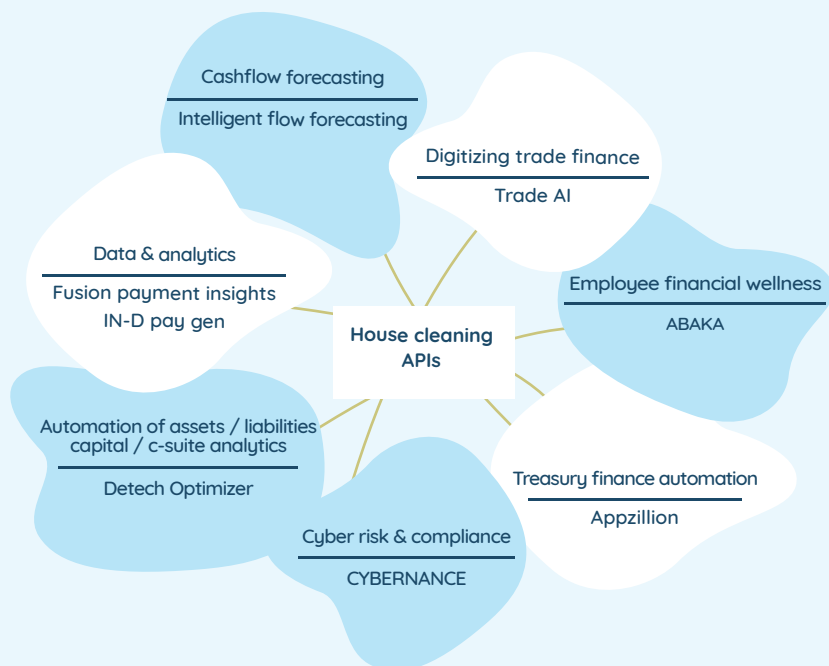 Cashflow forecasting
Intelligent flow forecasting
Digitizing trade finance
Trade AI
Data & analytics
Fusion payment insights
IN-D pay gen
Employee financial wellness
ABAKA
House cleaning
APIs
Automation of assets / liabilities
capital / c-suite analytics
Detech Optimizer
Treasury finance automation
Appzillion
Cyber risk & compliance
CYBERNANCE